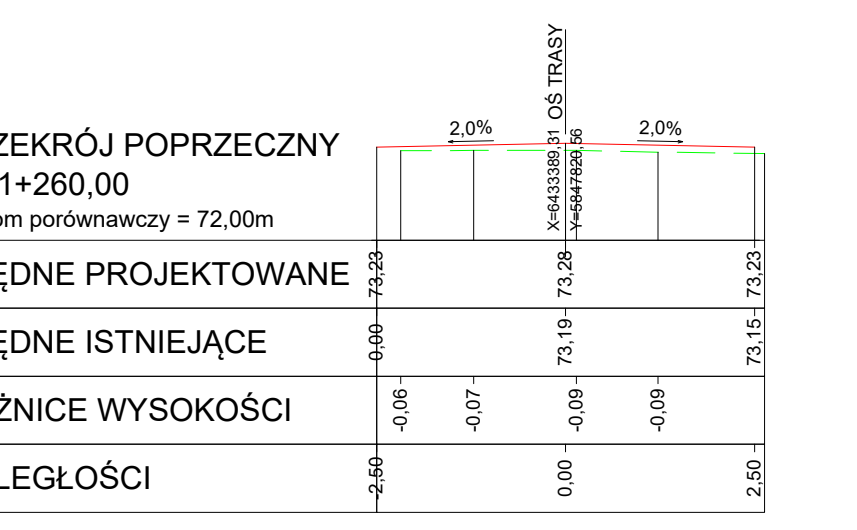 OŚ TRASY
X=6433389,31
Y=5847820,56
2,0% 2,0%
ZEKRÓJ POPRZECZNY
1+260,00
om porównawczy = 72,00m
ĘDNE PROJEKTOWANE 73,23 73,28 73,23
ĘDNE ISTNIEJĄCE 0,00 73,19 73,15
ŻNICE WYSOKOŚCI -0,06 -0,07 -0,09 -0,09
LEGŁOŚCI -2,50 0,00 2,50